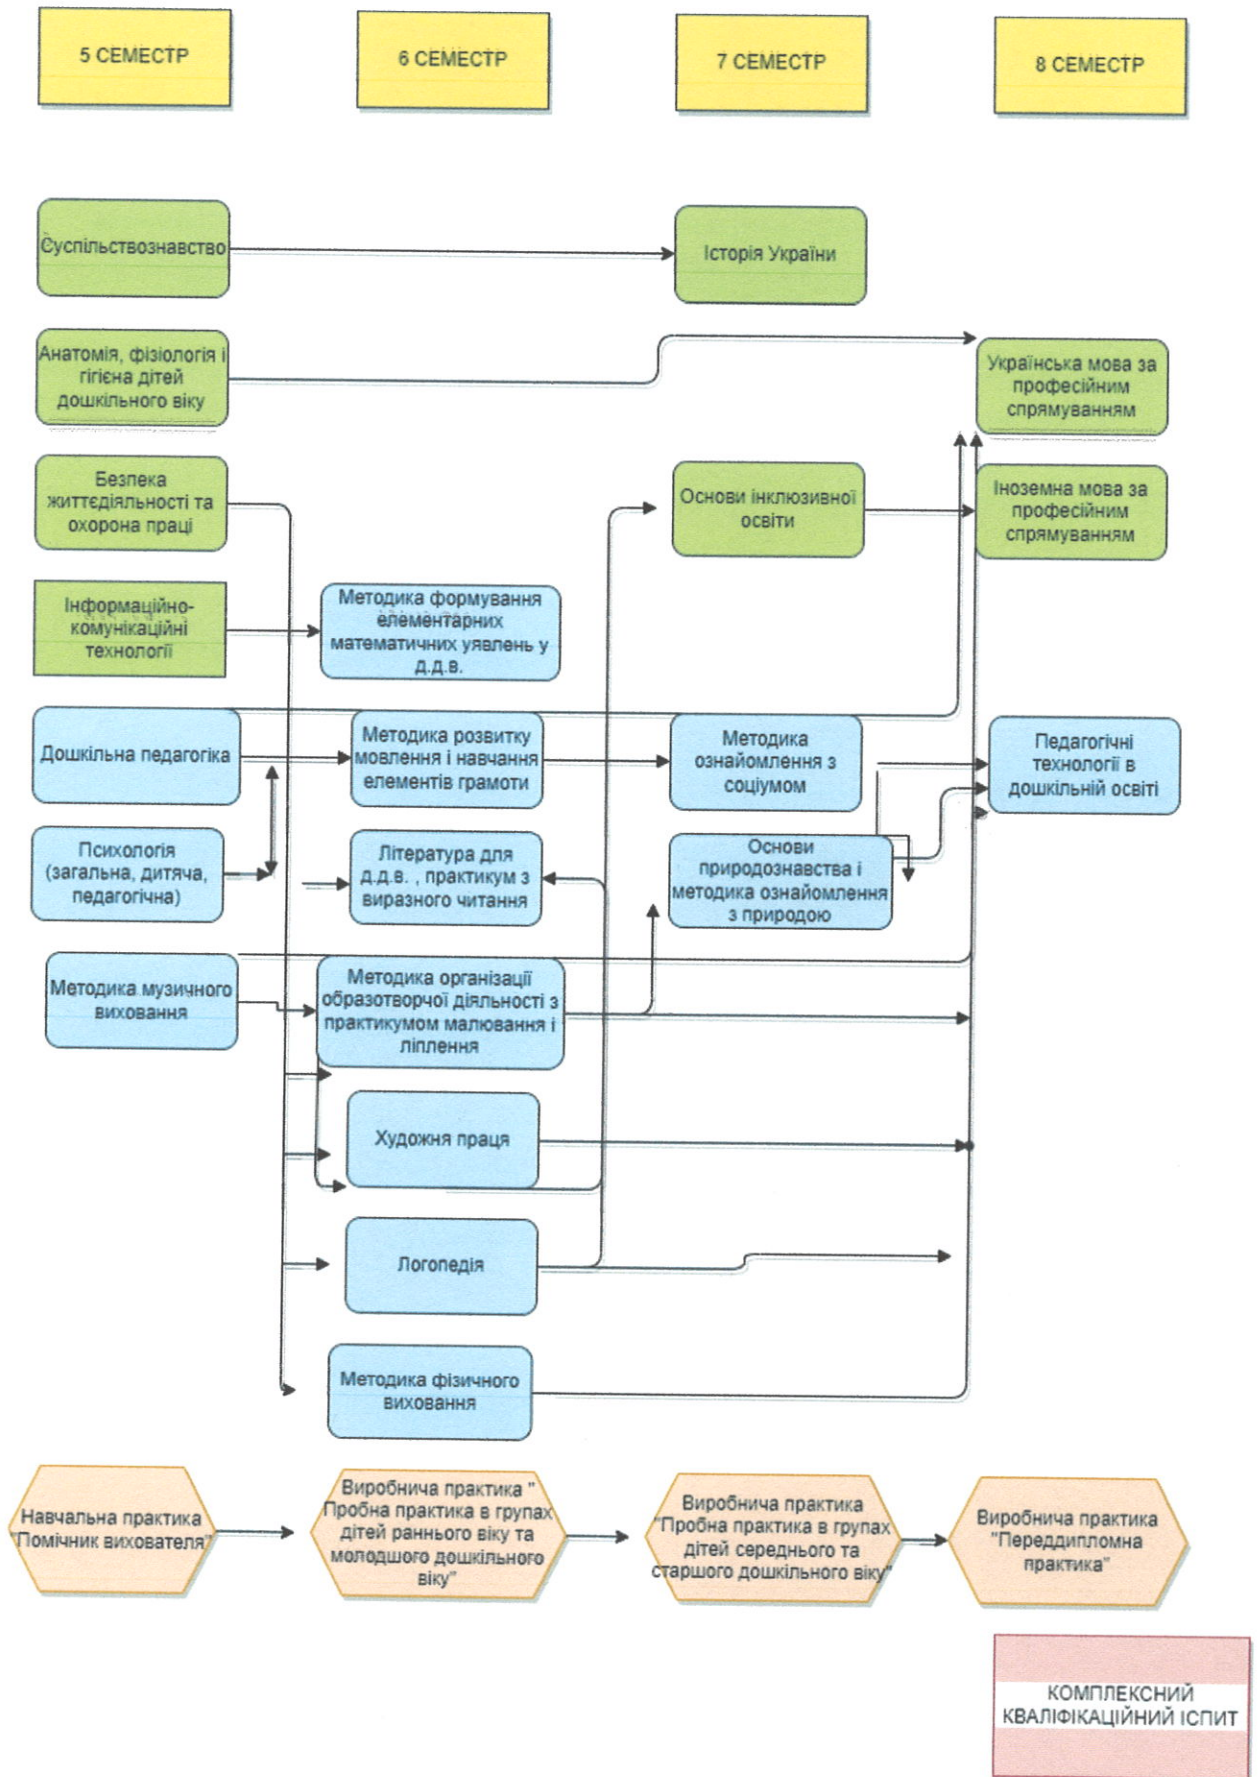 5 СЕМЕСТР
6 СЕМЕСТР
7 СЕМЕСТР
8 СЕМЕСТР
Суспільствознавство
Історія України
Анатомія, фізіологія і
гігієна дітей
дошкільного віку
Українська мова за
професійним
спрямуванням
Безпека
життєдіяльності та
охорона праці
Основи інклюзивної
освіти
Іноземна мова за
професійним
спрямуванням
Інформаційно-
комунікаційні
технології
Методика формування
елементарних
математичних уявлень у
д.д.в.
Дошкільна педагогіка
Методика розвитку
мовлення і навчання
елементів грамоти
Методика
ознайомлення з
соціумом
Педагогічні
технології в
дошкільній освіті
Психологія
(загальна, дитяча,
педагогічна)
Література для
д.д.в. , практикум з
виразного читання
Основи
природознавства і
методика ознайомлення
з природою
Методика музичного
виховання
Методика організації
образотворчої діяльності з
практикумом малювання і
ліплення
Художня праця
Логопедія
Методика фізичного
виховання
Навчальна практика
"Помічник вихователя"
Виробнича практика "
Пробна практика в групах
дітей раннього віку та
молодшого дошкільного
віку"
Виробнича практика
"Пробна практика в групах
дітей середнього та
старшого дошкільного віку"
Виробнича практика
"Переддипломна
практика"
КОМПЛЕКСНИЙ
КВАЛІФІКАЦІЙНИЙ ІСПИТ